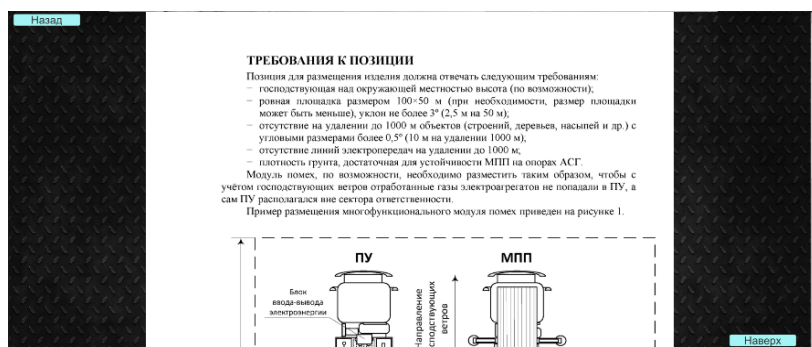 Назад
ТРЕБОВАНИЯ К ПОЗИЦИИ
Позиция для размещения изделия должна отвечать следующим требованиям:
− господствующая над окружающей местностью высота (по возможности);
− ровная площадка размером 100×50 м (при необходимости, размер площадки
может быть меньше), уклон не более 3° (2,5 м на 50 м);
− отсутствие на удалении до 1000 м объектов (строений, деревьев, насыпей и др.) с
угловыми размерами более 0,5° (10 м на удалении 1000 м);
− отсутствие линий электропередач на удалении до 1000 м;
− плотность грунта, достаточная для устойчивости МПП на опорах АСГ.
Модуль помех, по возможности, необходимо разместить таким образом, чтобы с
учётом господствующих ветров отработанные газы электроагрегатов не попадали в ПУ, а
сам ПУ располагался вне сектора ответственности.
Пример размещения многофункционального модуля помех приведен на рисунке 1.
ПУ
МПП
Блок
ввода-вывода
электроэнергии
Направление
господствующих
ветров
Наверх